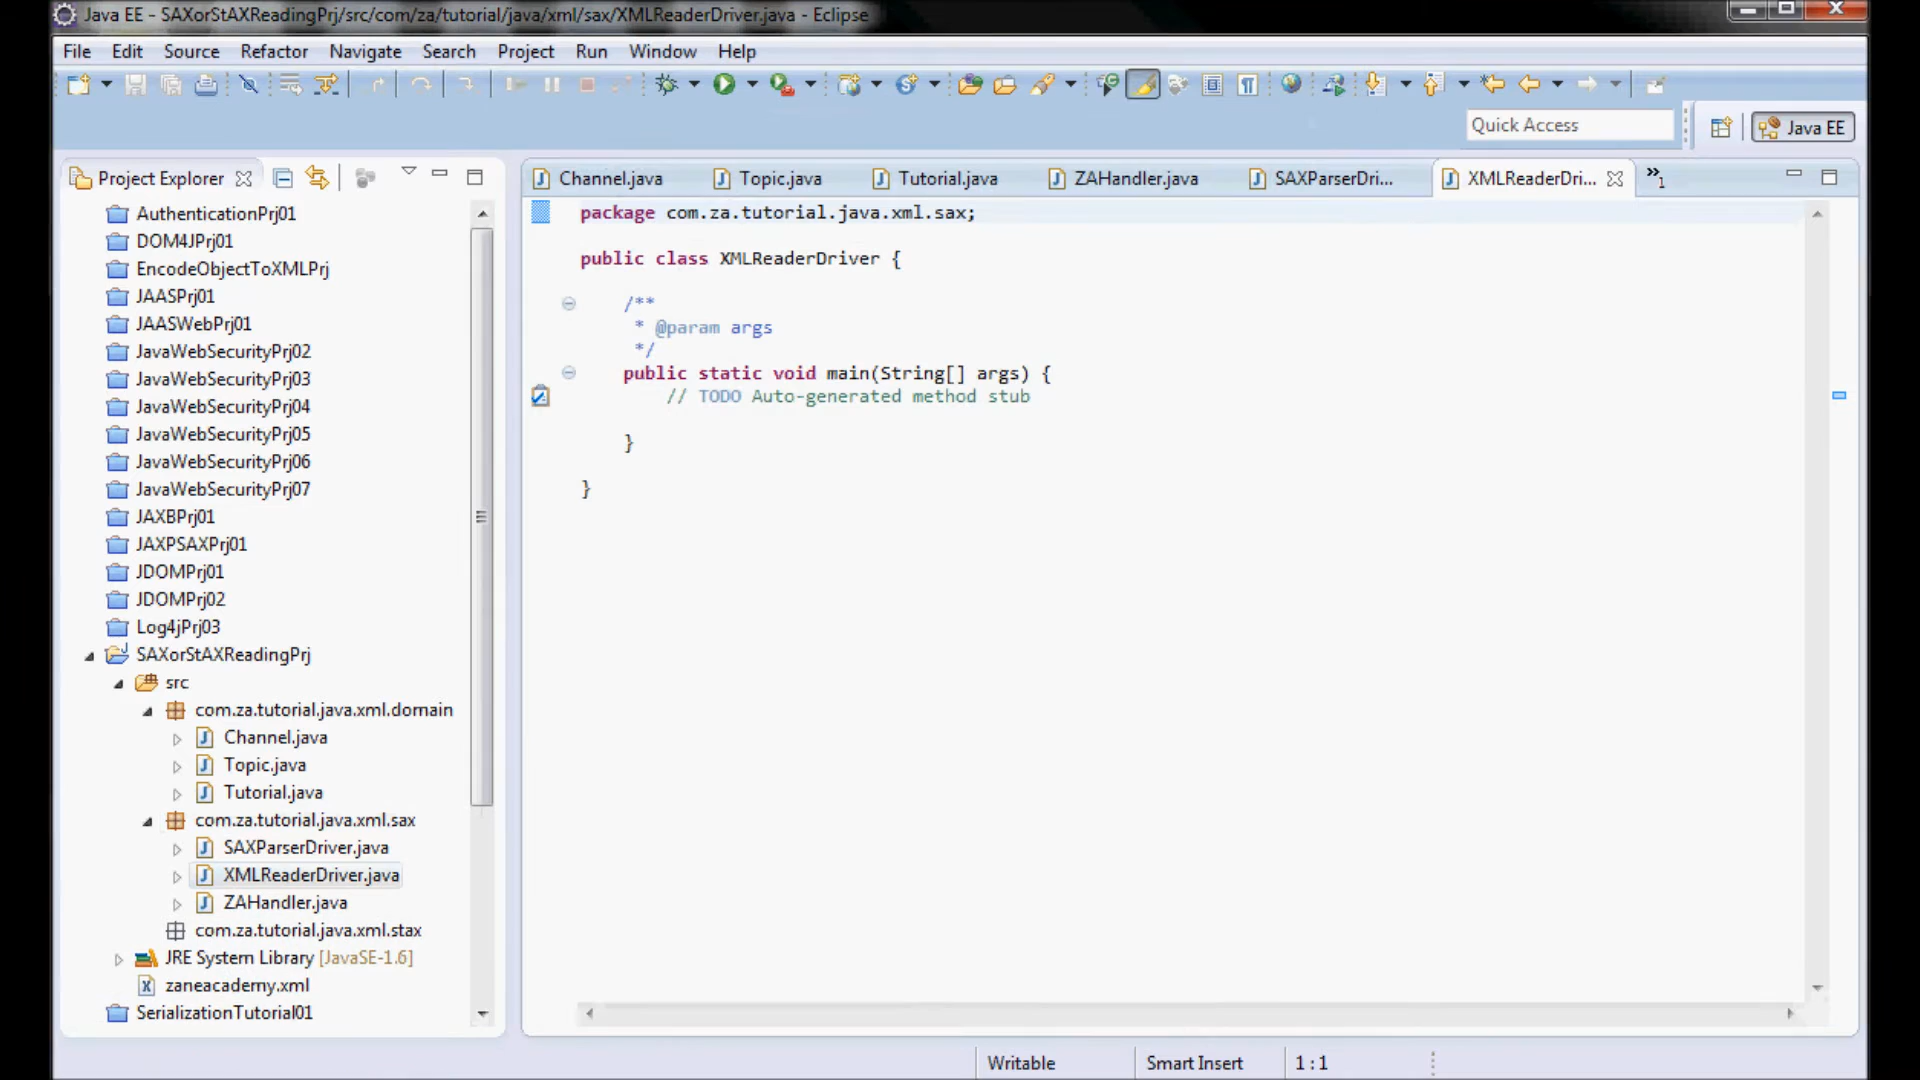 Java EE - SAXorStAXReadingPrj/src/com/za/tutorial/java/xml/sax/XMLReaderDriver.java - Eclipse
File Edit Source Refactor Navigate Search Project Run Window Help
Quick Access
Java EE
Project Explorer
Channel.java
Topic.java
Tutorial.java
ZAHandler.java
SAXParserDri...
XMLReaderDri...
»1
AuthenticationPrj01
DOM4JPrj01
EncodeObjectToXMLPrj
JAASPrj01
JAASWebPrj01
JavaWebSecurityPrj02
JavaWebSecurityPrj03
JavaWebSecurityPrj04
JavaWebSecurityPrj05
JavaWebSecurityPrj06
JavaWebSecurityPrj07
JAXBPrj01
JAXPSAXPrj01
JDOMPrj01
JDOMPrj02
Log4jPrj03
SAXorStAXReadingPrj
src
com.za.tutorial.java.xml.domain
Channel.java
Topic.java
Tutorial.java
com.za.tutorial.java.xml.sax
SAXParserDriver.java
XMLReaderDriver.java
ZAHandler.java
com.za.tutorial.java.xml.stax
JRE System Library [JavaSE-1.6]
zaneacademy.xml
SerializationTutorial01
package com.za.tutorial.java.xml.sax;
public class XMLReaderDriver {
/**
* @param args
*/
public static void main(String[] args) {
// TODO Auto-generated method stub
}
}
Writable
Smart Insert
1 : 1